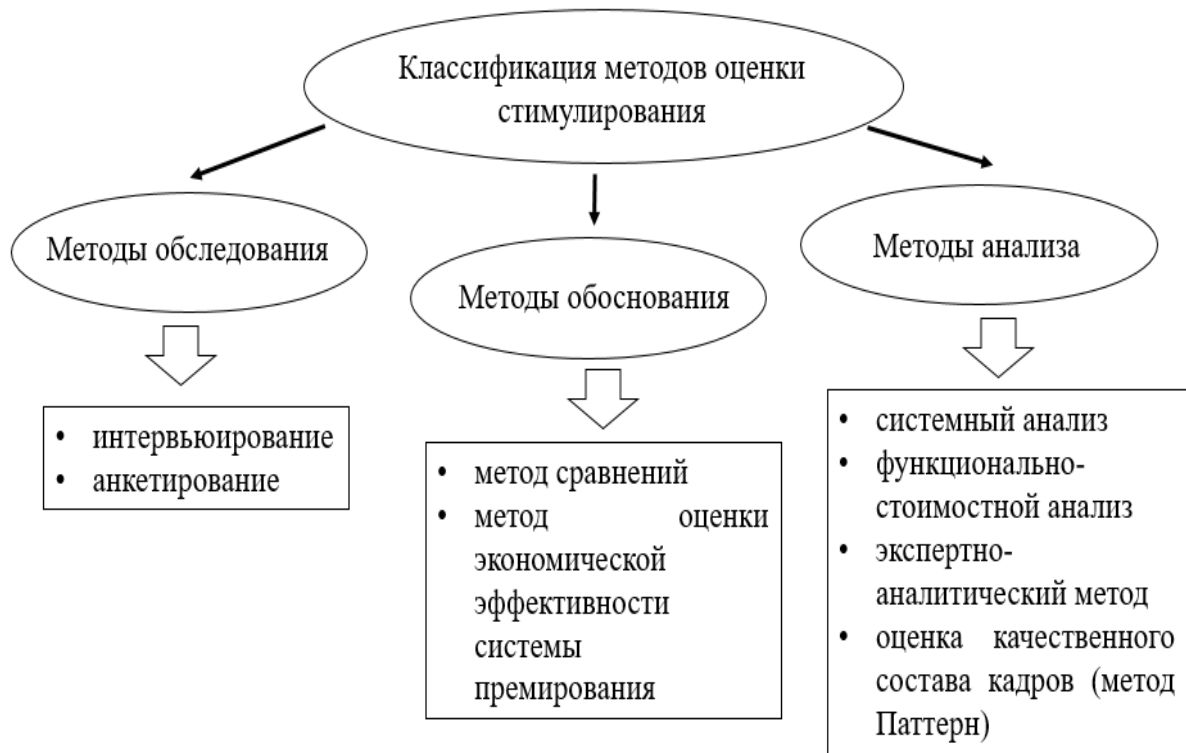 Классификация методов оценки
стимулирования
Методы обследования
Методы обоснования
Методы анализа
• интервьюирование
• анкетирование
• метод сравнений
• метод оценки
экономической
эффективности
системы
премирования
• системный анализ
• функционально-
стоимостной анализ
• экспертно-
аналитический метод
• оценка качественного
состава кадров (метод
Паттерн)